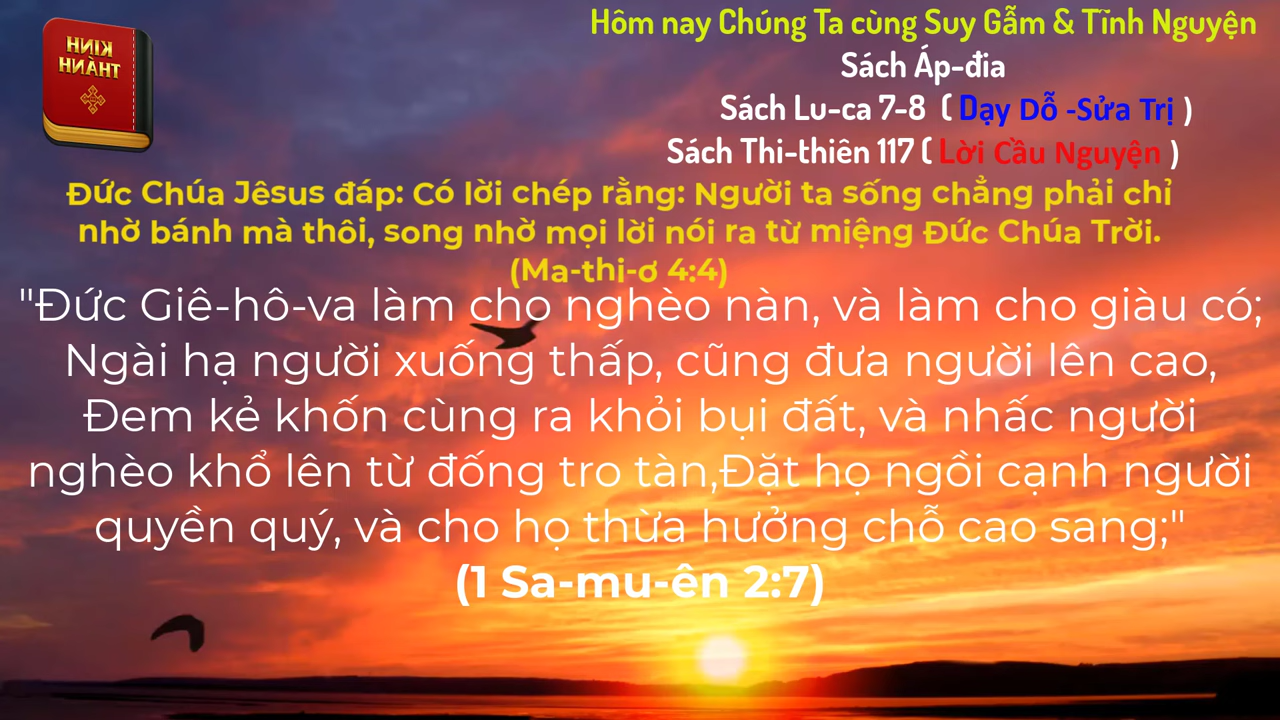 KINH
THÀNH
Hôm nay Chúng Ta cùng Suy Gẫm & Tĩnh Nguyện
Sách Áp-đia
Sách Lu-ca 7-8 ( Dạy Dỗ -Sửa Trị )
Sách Thi-thiên 117 ( Lời Cầu Nguyện )
Đức Chúa Jêsus đáp: Có lời chép rằng: Người ta sống chẳng phải chỉ
nhờ bánh mà thôi, song nhờ mọi lời nói ra từ miệng Đức Chúa Trời.
(Ma-thi-ơ 4:4)
"Đức Giê-hô-va làm cho nghèo nàn, và làm cho giàu có;
Ngài hạ người xuống thấp, cũng đưa người lên cao,
Đem kẻ khốn cùng ra khỏi bụi đất, và nhấc người
nghèo khổ lên từ đống tro tàn,Đặt họ ngồi cạnh người
quyền quý, và cho họ thừa hưởng chỗ cao sang;"
(1 Sa-mu-ên 2:7)